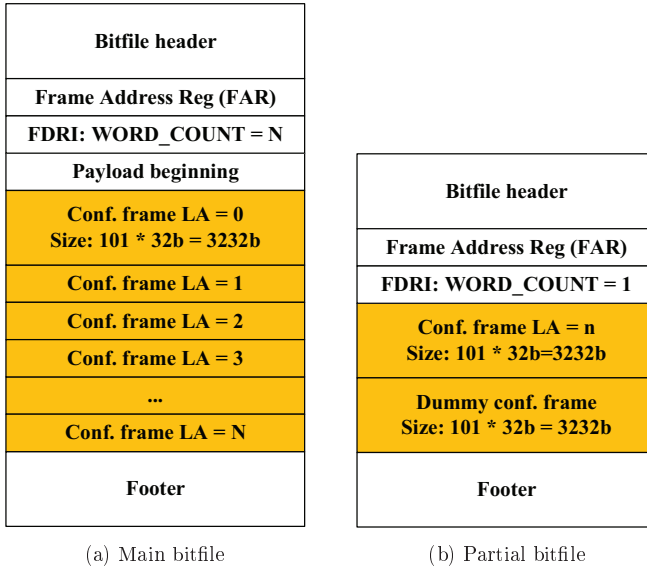 Bitfile header
Frame Address Reg (FAR)
FDRI: WORD_COUNT = N
Payload beginning
Conf. frame LA = 0
Size: 101 * 32b = 3232b
Conf. frame LA = 1
Conf. frame LA = 2
Conf. frame LA = 3
...
Conf. frame LA = N
Footer
(a) Main bitfile
Bitfile header
Frame Address Reg (FAR)
FDRI: WORD_COUNT = 1
Conf. frame LA = n
Size: 101 * 32b=3232b
Dummy conf. frame
Size: 101 * 32b = 3232b
Footer
(b) Partial bitfile